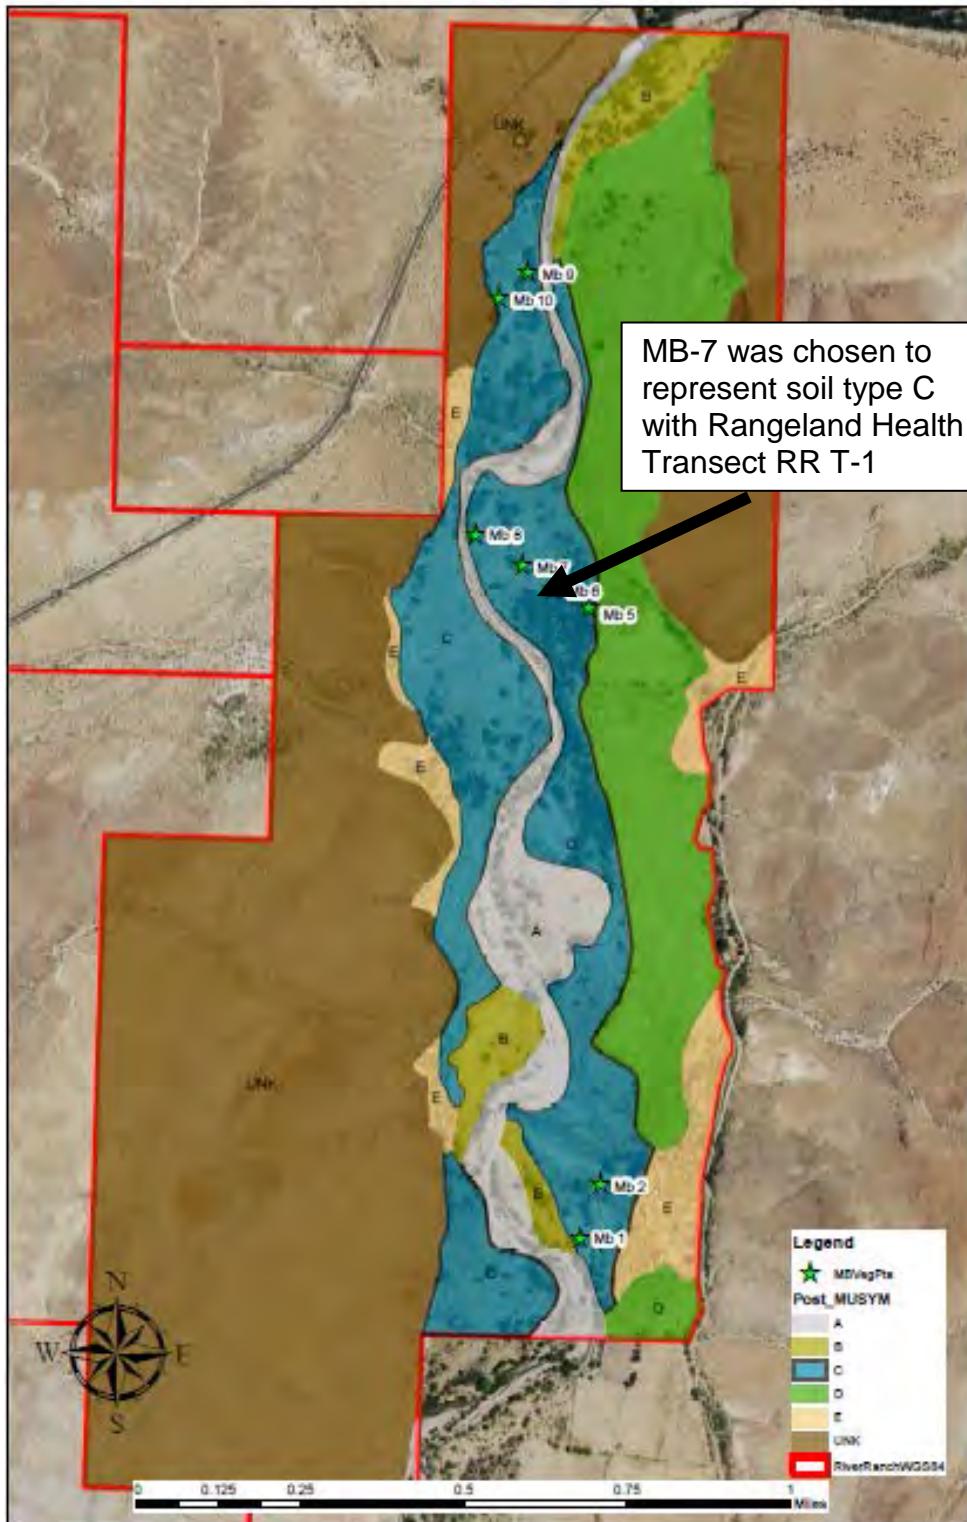 B
UNK
Mb 9
Mb 10
MB-7 was chosen to
represent soil type C
with Rangeland Health
Transect RR T-1
E
Mb 8
Mb 6
Mb 5
C
E
E
E
A
B
UNK
E
Mb 2
B
E
Mb 1
D
N
W E
S
Legend
MBVegPts
Post_MUSYM
A
B
C
D
E
UNK
RiverRanchWGS84
0 0.125 0.25 0.5 0.75 1
Miles